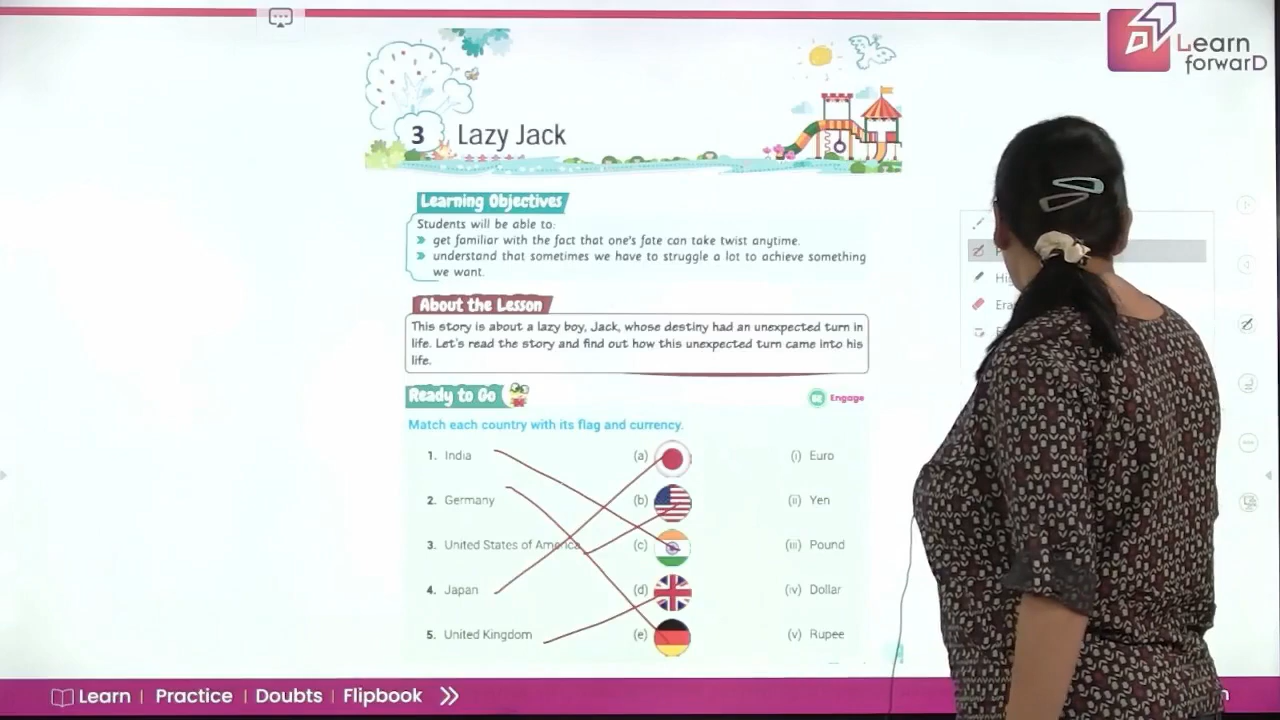 Learn
forwarD
3 Lazy Jack
Learning Objectives
Students will be able to:
get familiar with the fact that one's fate can take twist anytime.
understand that sometimes we have to struggle a lot to achieve something
we want.
About the Lesson
This story is about a lazy boy, Jack, whose destiny had an unexpected turn in
life. Let's read the story and find out how this unexpected turn came into his
life.
Ready to Go
Engage
Match each country with its flag and currency.
1. India (a) (i) Euro
2. Germany (b) (ii) Yen
3. United States of America (c) (iii) Pound
4. Japan (d) (iv) Dollar
5. United Kingdom (e) (v) Rupee
Learn | Practice | Doubts | Flipbook